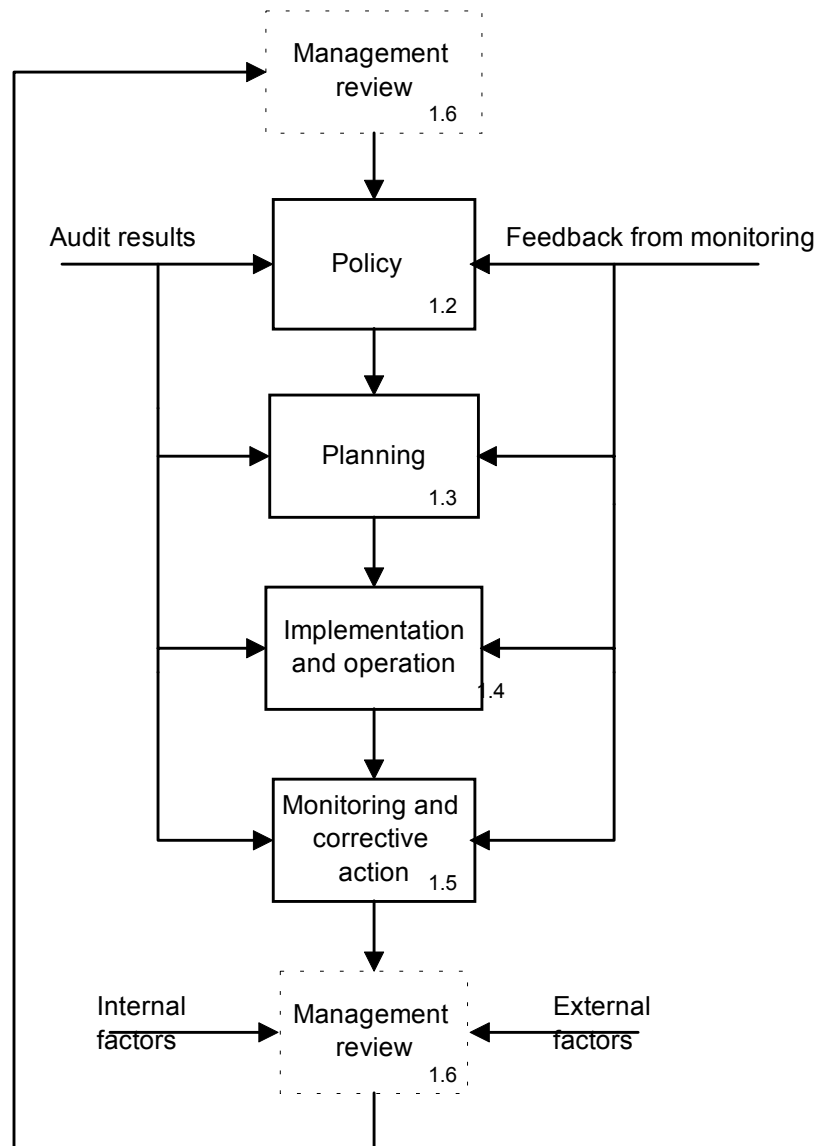 Management
review
1.6
Audit results
Feedback from monitoring
Policy
1.2
Planning
1.3
Implementation
and operation
1.4
Monitoring and
corrective
action
1.5
Internal
factors
Management
review
1.6
External
factors